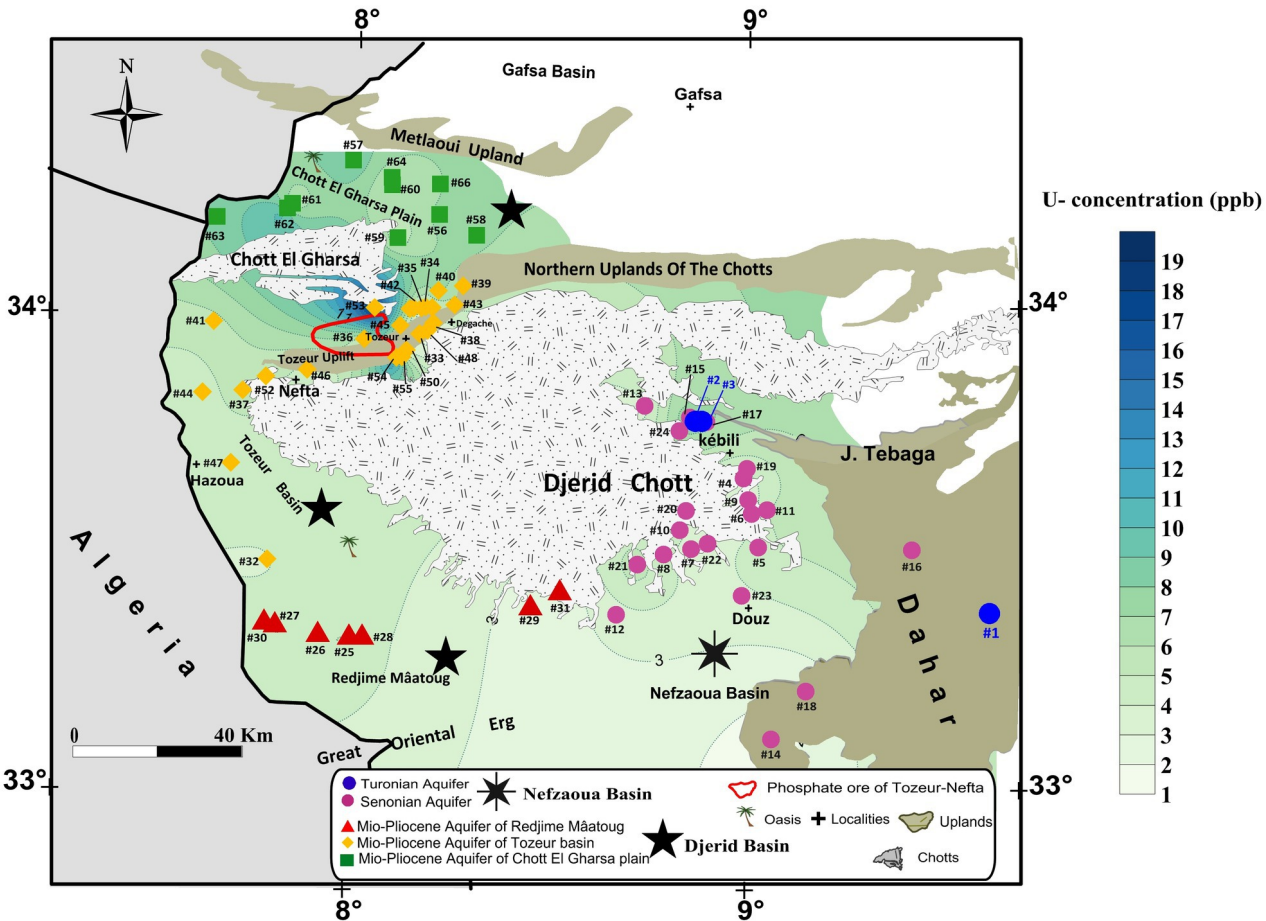 8°
9°
N
Gafsa Basin
Gafsa
Metlaoui Upland
#57
#64
#60
#66
Chott El Gharsa Plain
#61
#62
#63
#56
#58
#59
U- concentration (ppb)
Chott El Gharsa
#35
#34
#42
#40
#39
Northern Uplands Of The Chotts
19
18
17
16
15
14
13
12
11
10
9
8
7
6
5
4
3
2
1
34°
34°
#53
#43
#41
#45
#36
Tozeur
Degache
#38
#48
#33
#50
#55
#54
Tozeur Uplift
#46
#52
Nefta
#44
#37
#15
#2
#3
#13
#17
#24
kébili
J. Tebaga
Tozeur Basin
#47
Hazoua
Djerid Chott
#19
#4
#9
#6
#11
#20
#10
#22
#7
#8
#21
#5
#16
Algeria
#32
#23
Douz
Dahar
#1
#27
#30
#26
#25
#28
#29
#31
#12
3
Redjime Mâatoug
Nefzaoua Basin
#18
#14
0
40 Km
Great Oriental Erg
33°
33°
Turonian Aquifer
Senonian Aquifer
Nefzaoua Basin
Mio-Pliocene Aquifer of Redjime Mâatoug
Mio-Pliocene Aquifer of Tozeur basin
Mio-Pliocene Aquifer of Chott El Gharsa plain
Djerid Basin
Phosphate ore of Tozeur-Nefta
Oasis
Localities
Uplands
Chotts
8°
9°